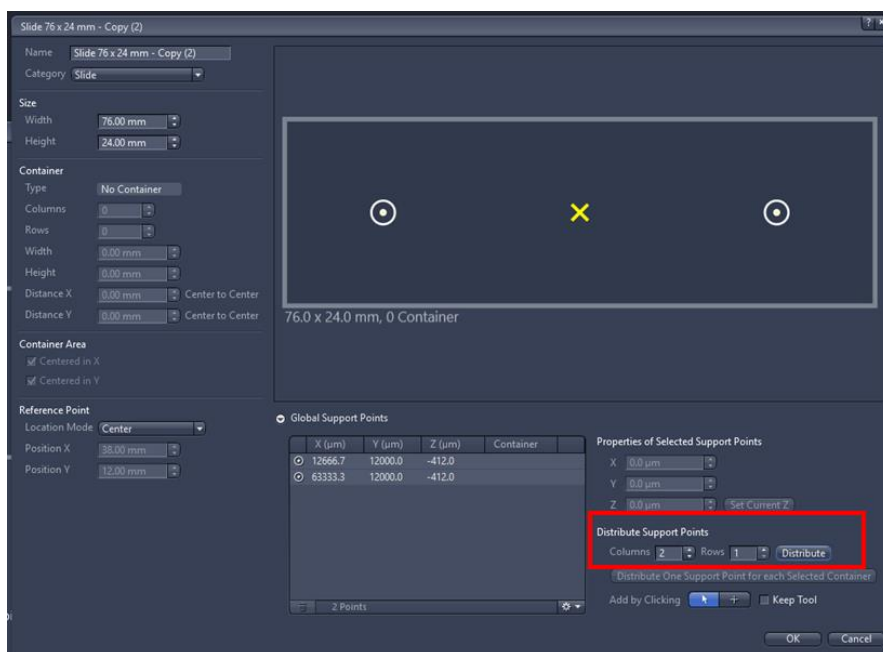 Slide 76 x 24 mm - Copy (2)
Name Slide 76 x 24 mm - Copy (2)
Category Slide
Size
Width 76.00 mm
Height 24.00 mm
Container
Type No Container
Columns 0
Rows 0
Width 0.00 mm
Height 0.00 mm
Distance X 0.00 mm Center to Center
Distance Y 0.00 mm Center to Center
Container Area
Centered in X
Centered in Y
Reference Point
Location Mode Center
Position X 38.00 mm
Position Y 12.00 mm
76.0 x 24.0 mm, 0 Container
Global Support Points
X (µm) Y (µm) Z (µm) Container
12666.7 12000.0 -412.0
63333.3 12000.0 -412.0
2 Points
Properties of Selected Support Points
X 0.0 µm
Y 0.0 µm
Z 0.0 µm Set Current Z
Distribute Support Points
Columns 2 Rows 1 Distribute
Distribute One Support Point for each Selected Container
Add by Clicking Keep Tool
OK Cancel